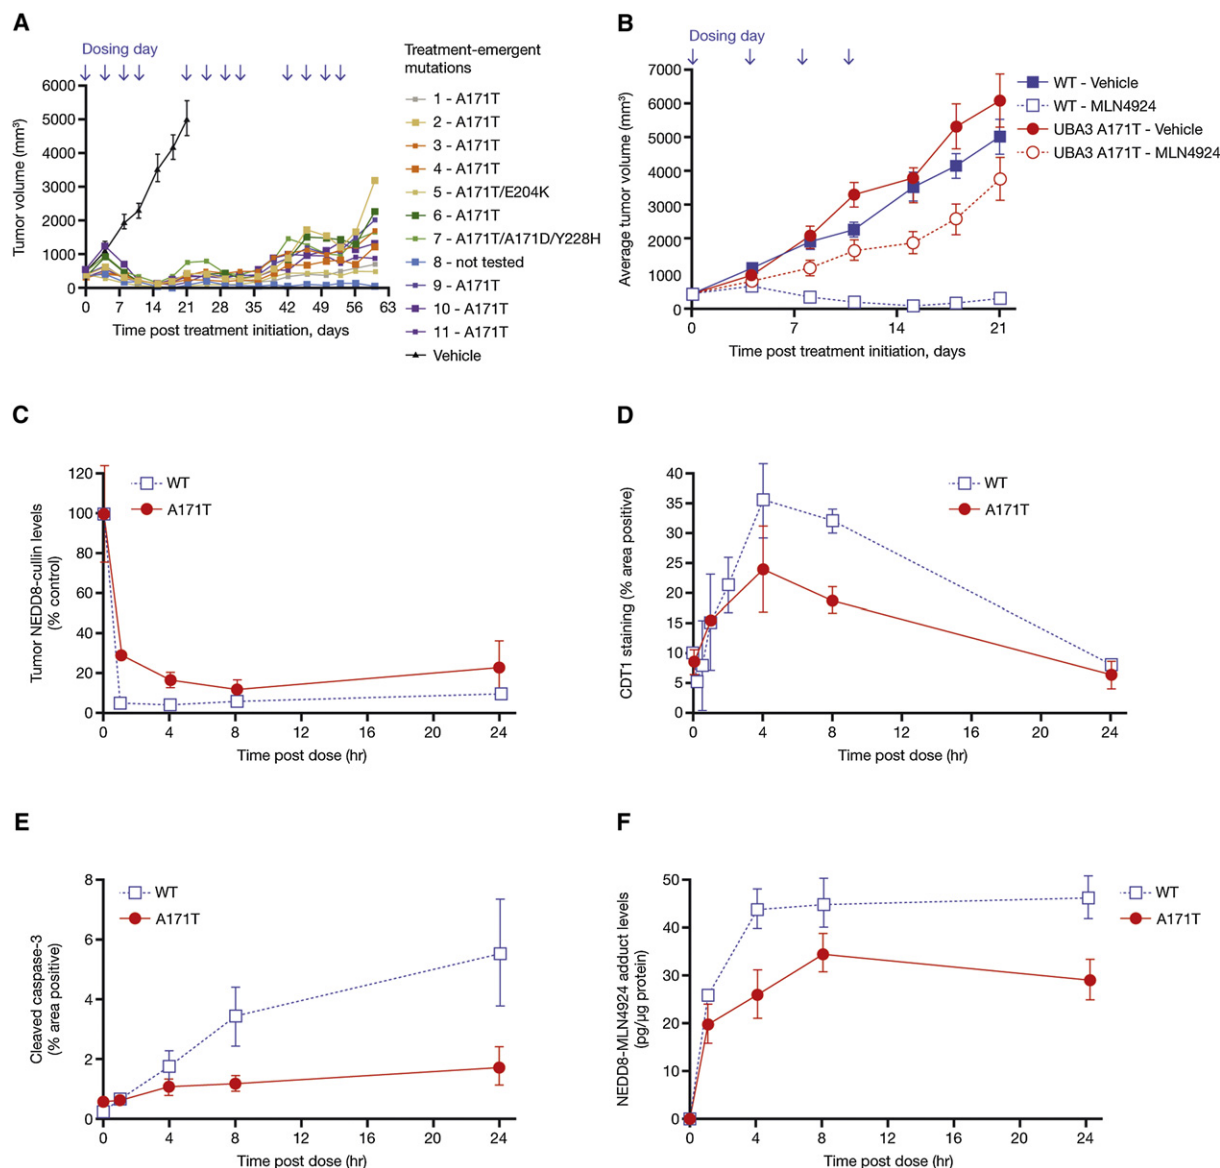 A
Dosing day
Tumor volume (mm³)
6000
5000
4000
3000
2000
1000
0
0 7 14 21 28 35 42 49 56 63
Time post treatment initiation, days
Treatment-emergent
mutations
1 - A171T
2 - A171T
3 - A171T
4 - A171T
5 - A171T/E204K
6 - A171T
7 - A171T/A171D/Y228H
8 - not tested
9 - A171T
10 - A171T
11 - A171T
Vehicle
B
Dosing day
Average tumor volume (mm³)
7000
6000
5000
4000
3000
2000
1000
0
0 7 14 21
Time post treatment initiation, days
WT - Vehicle
WT - MLN4924
UBA3 A171T - Vehicle
UBA3 A171T - MLN4924
C
Tumor NEDD8-cullin levels
(% control)
120
100
80
60
40
20
0
0 4 8 12 16 20 24
Time post dose (hr)
WT
A171T
D
CDT1 staining (% area positive)
40
35
30
25
20
15
10
5
0
0 4 8 12 16 20 24
Time post dose (hr)
WT
A171T
E
Cleaved caspase-3
(% area positive)
8
6
4
2
0
0 4 8 12 16 20 24
Time post dose (hr)
WT
A171T
F
NEDD8-MLN4924 adduct levels
(pg/µg protein)
50
40
30
20
10
0
0 4 8 12 16 20 24
Time post dose (hr)
WT
A171T